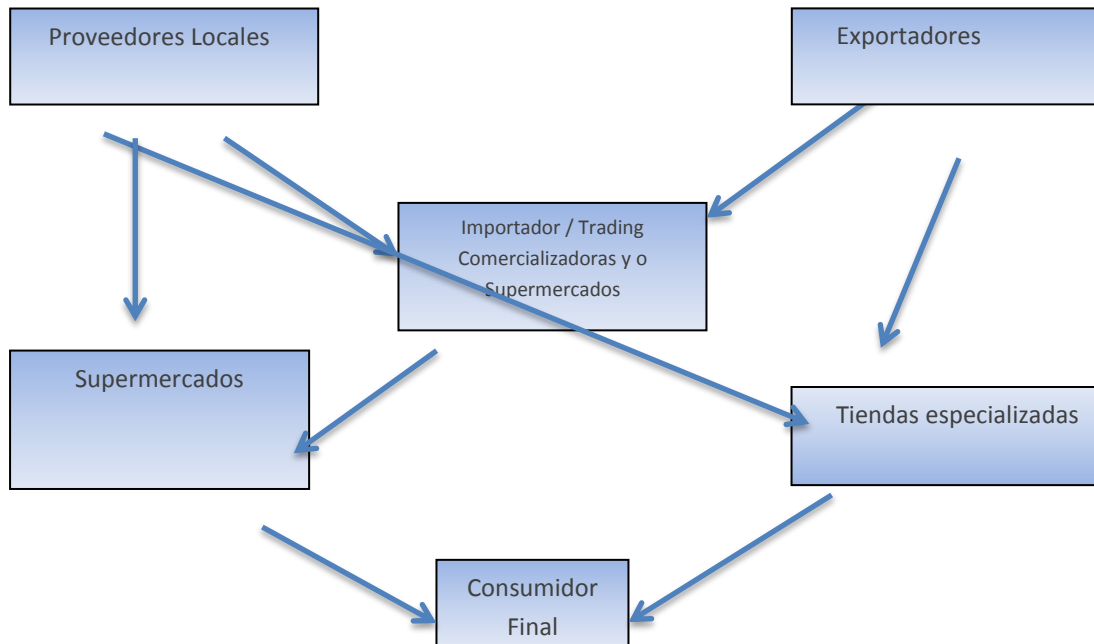 Proveedores Locales
Exportadores
Importador / Trading
Comercializadoras y o
Supermercados
Supermercados
Tiendas especializadas
Consumidor
Final